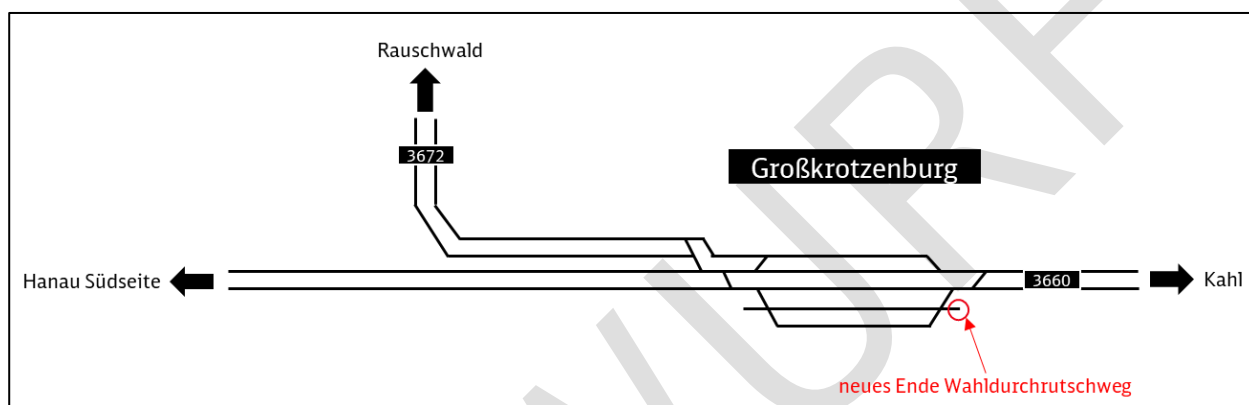 Rauschwald
3672
Großkrotzenburg
Hanau Südseite
3660
Kahl
neues Ende Wahldurchrutschweg